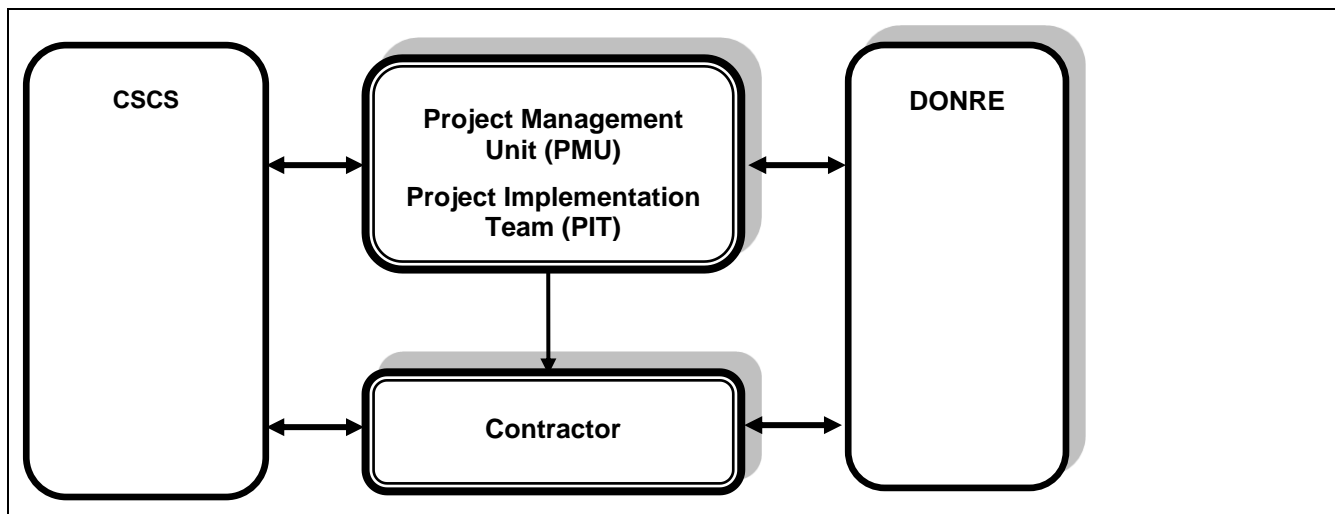 CSCS
Project Management
Unit (PMU)
Project Implementation
Team (PIT)
DONRE
Contractor